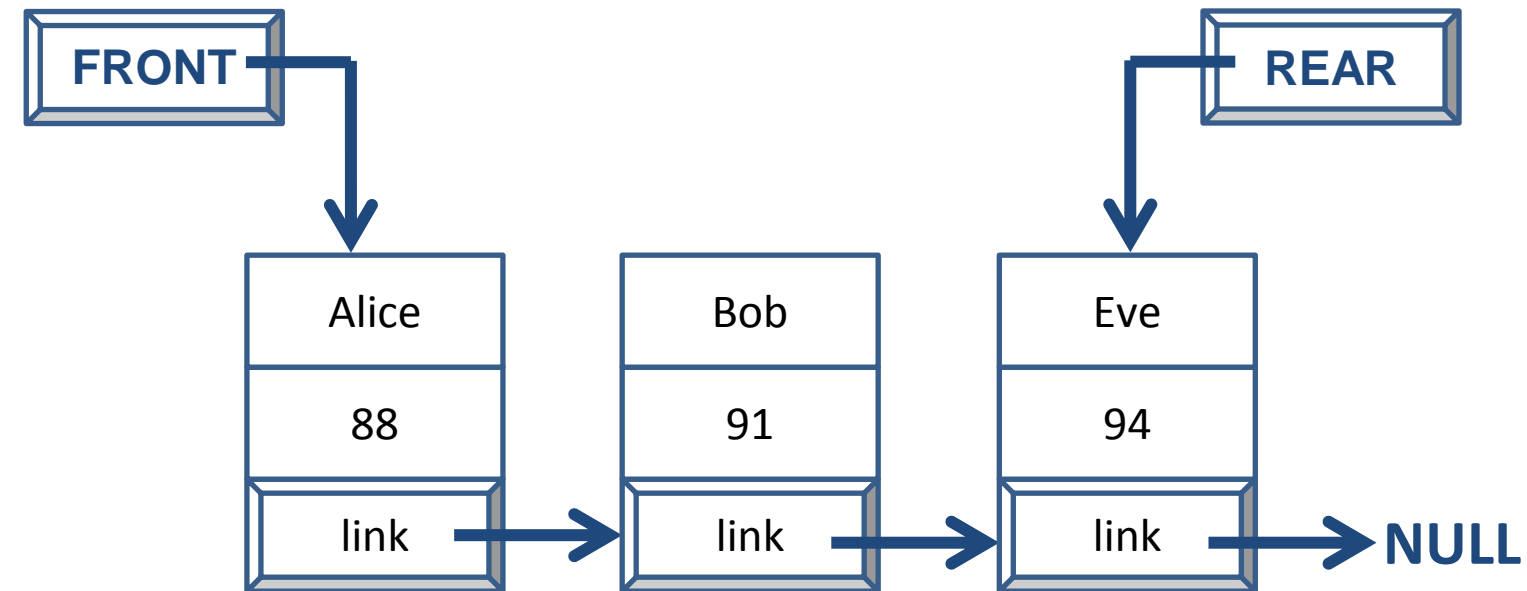 FRONT
REAR
Alice
Bob
Eve
88
91
94
link
link
link
NULL